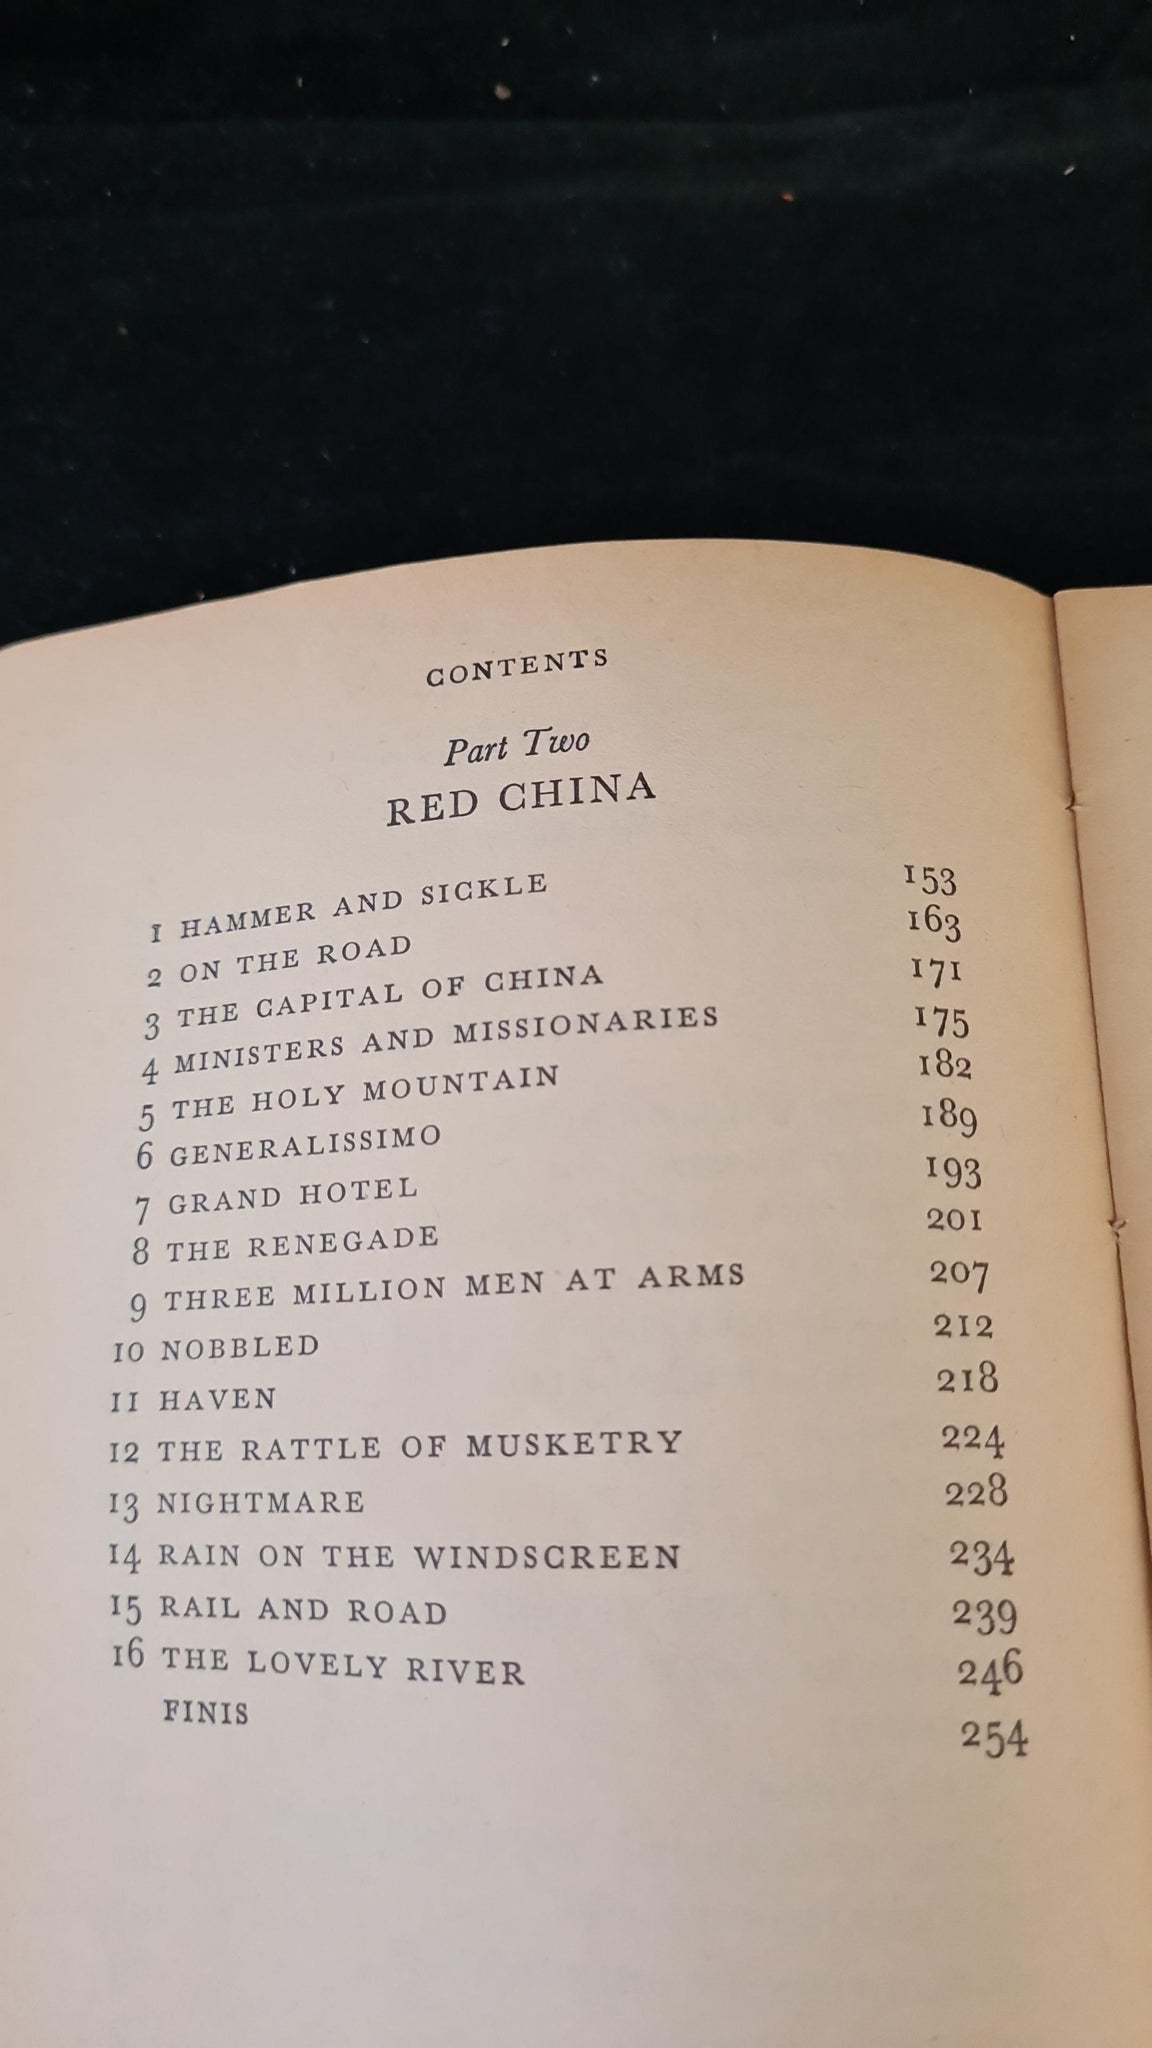 CONTENTS
Part Two
RED CHINA
1 HAMMER AND SICKLE 153
2 ON THE ROAD 163
3 THE CAPITAL OF CHINA 171
4 MINISTERS AND MISSIONARIES 175
5 THE HOLY MOUNTAIN 182
6 GENERALISSIMO 189
7 GRAND HOTEL 193
8 THE RENEGADE 201
9 THREE MILLION MEN AT ARMS 207
10 NOBBLED 212
11 HAVEN 218
12 THE RATTLE OF MUSKETRY 224
13 NIGHTMARE 228
14 RAIN ON THE WINDSCREEN 234
15 RAIL AND ROAD 239
16 THE LOVELY RIVER 246
FINIS 254